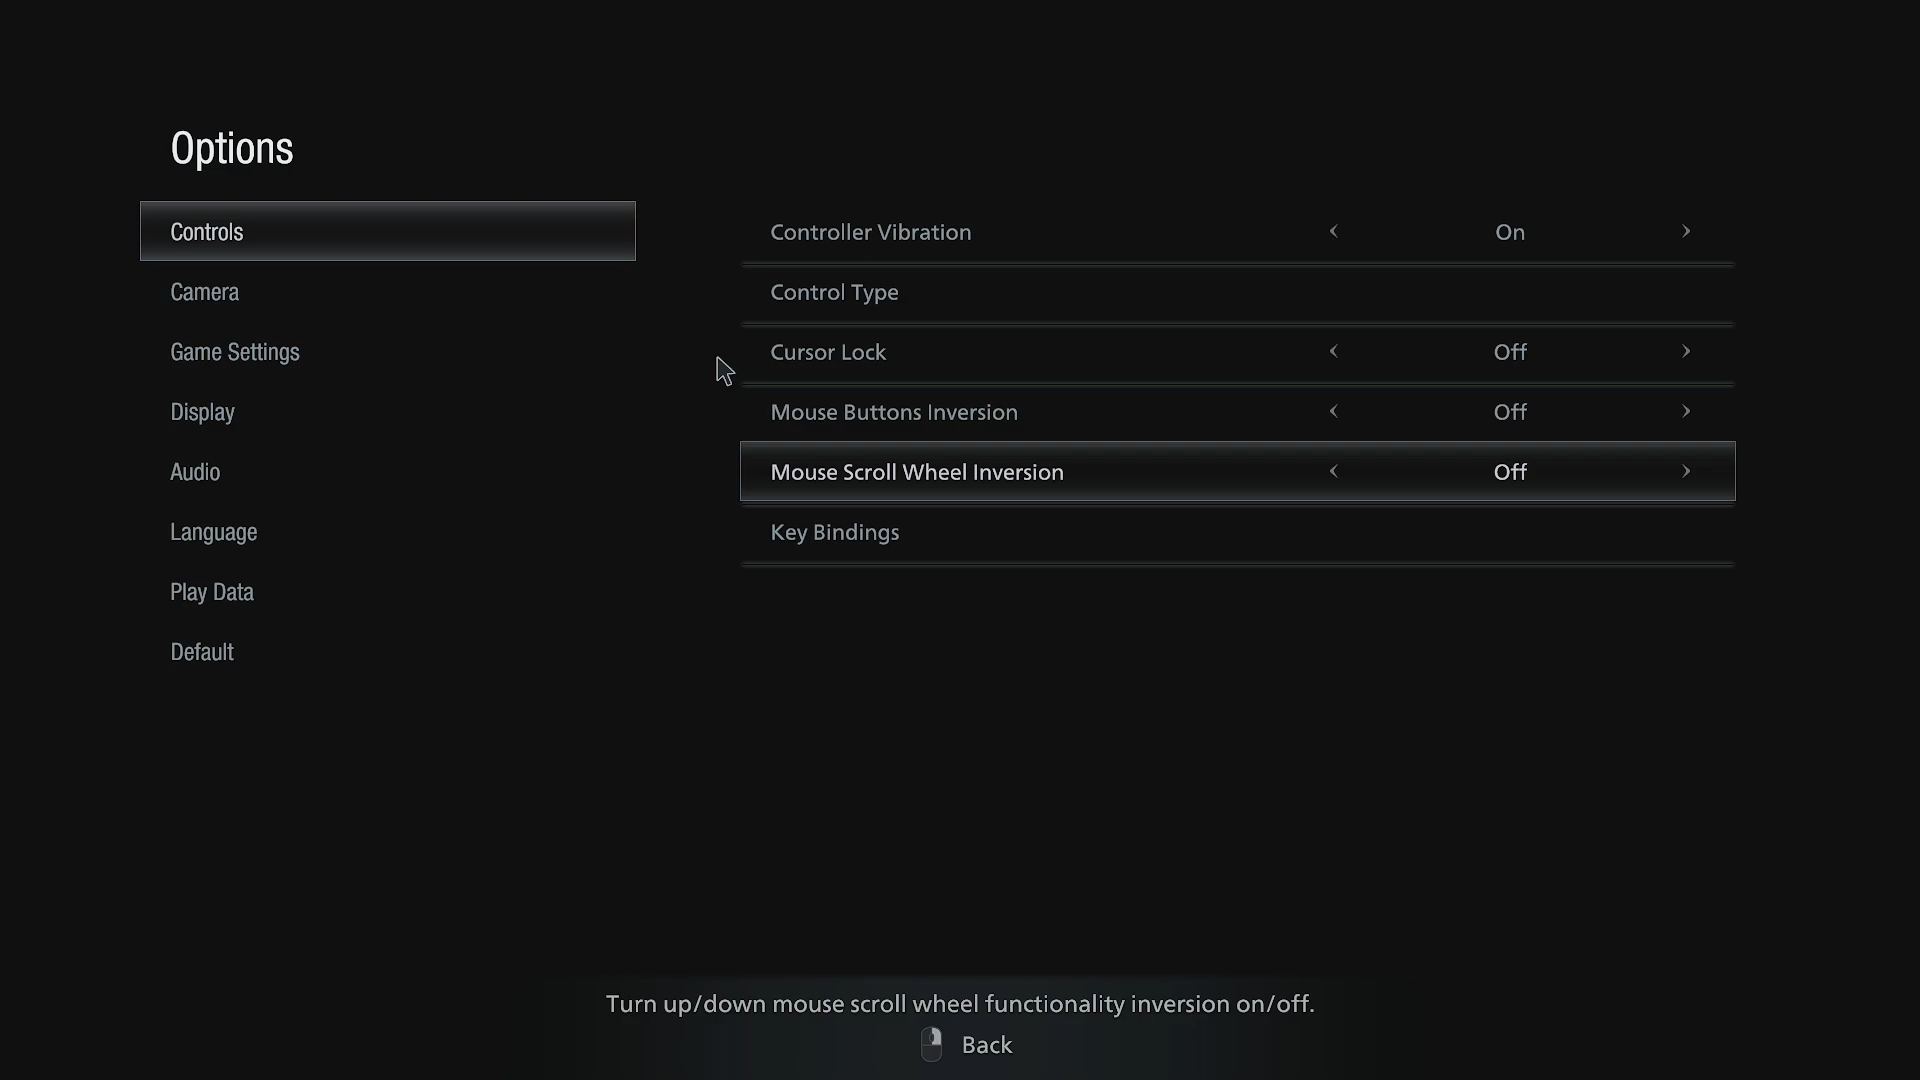 Options
Controls
Camera
Game Settings
Display
Audio
Language
Play Data
Default
Controller Vibration On
Control Type
Cursor Lock Off
Mouse Buttons Inversion Off
Mouse Scroll Wheel Inversion Off
Key Bindings
Turn up/down mouse scroll wheel functionality inversion on/off.
Back